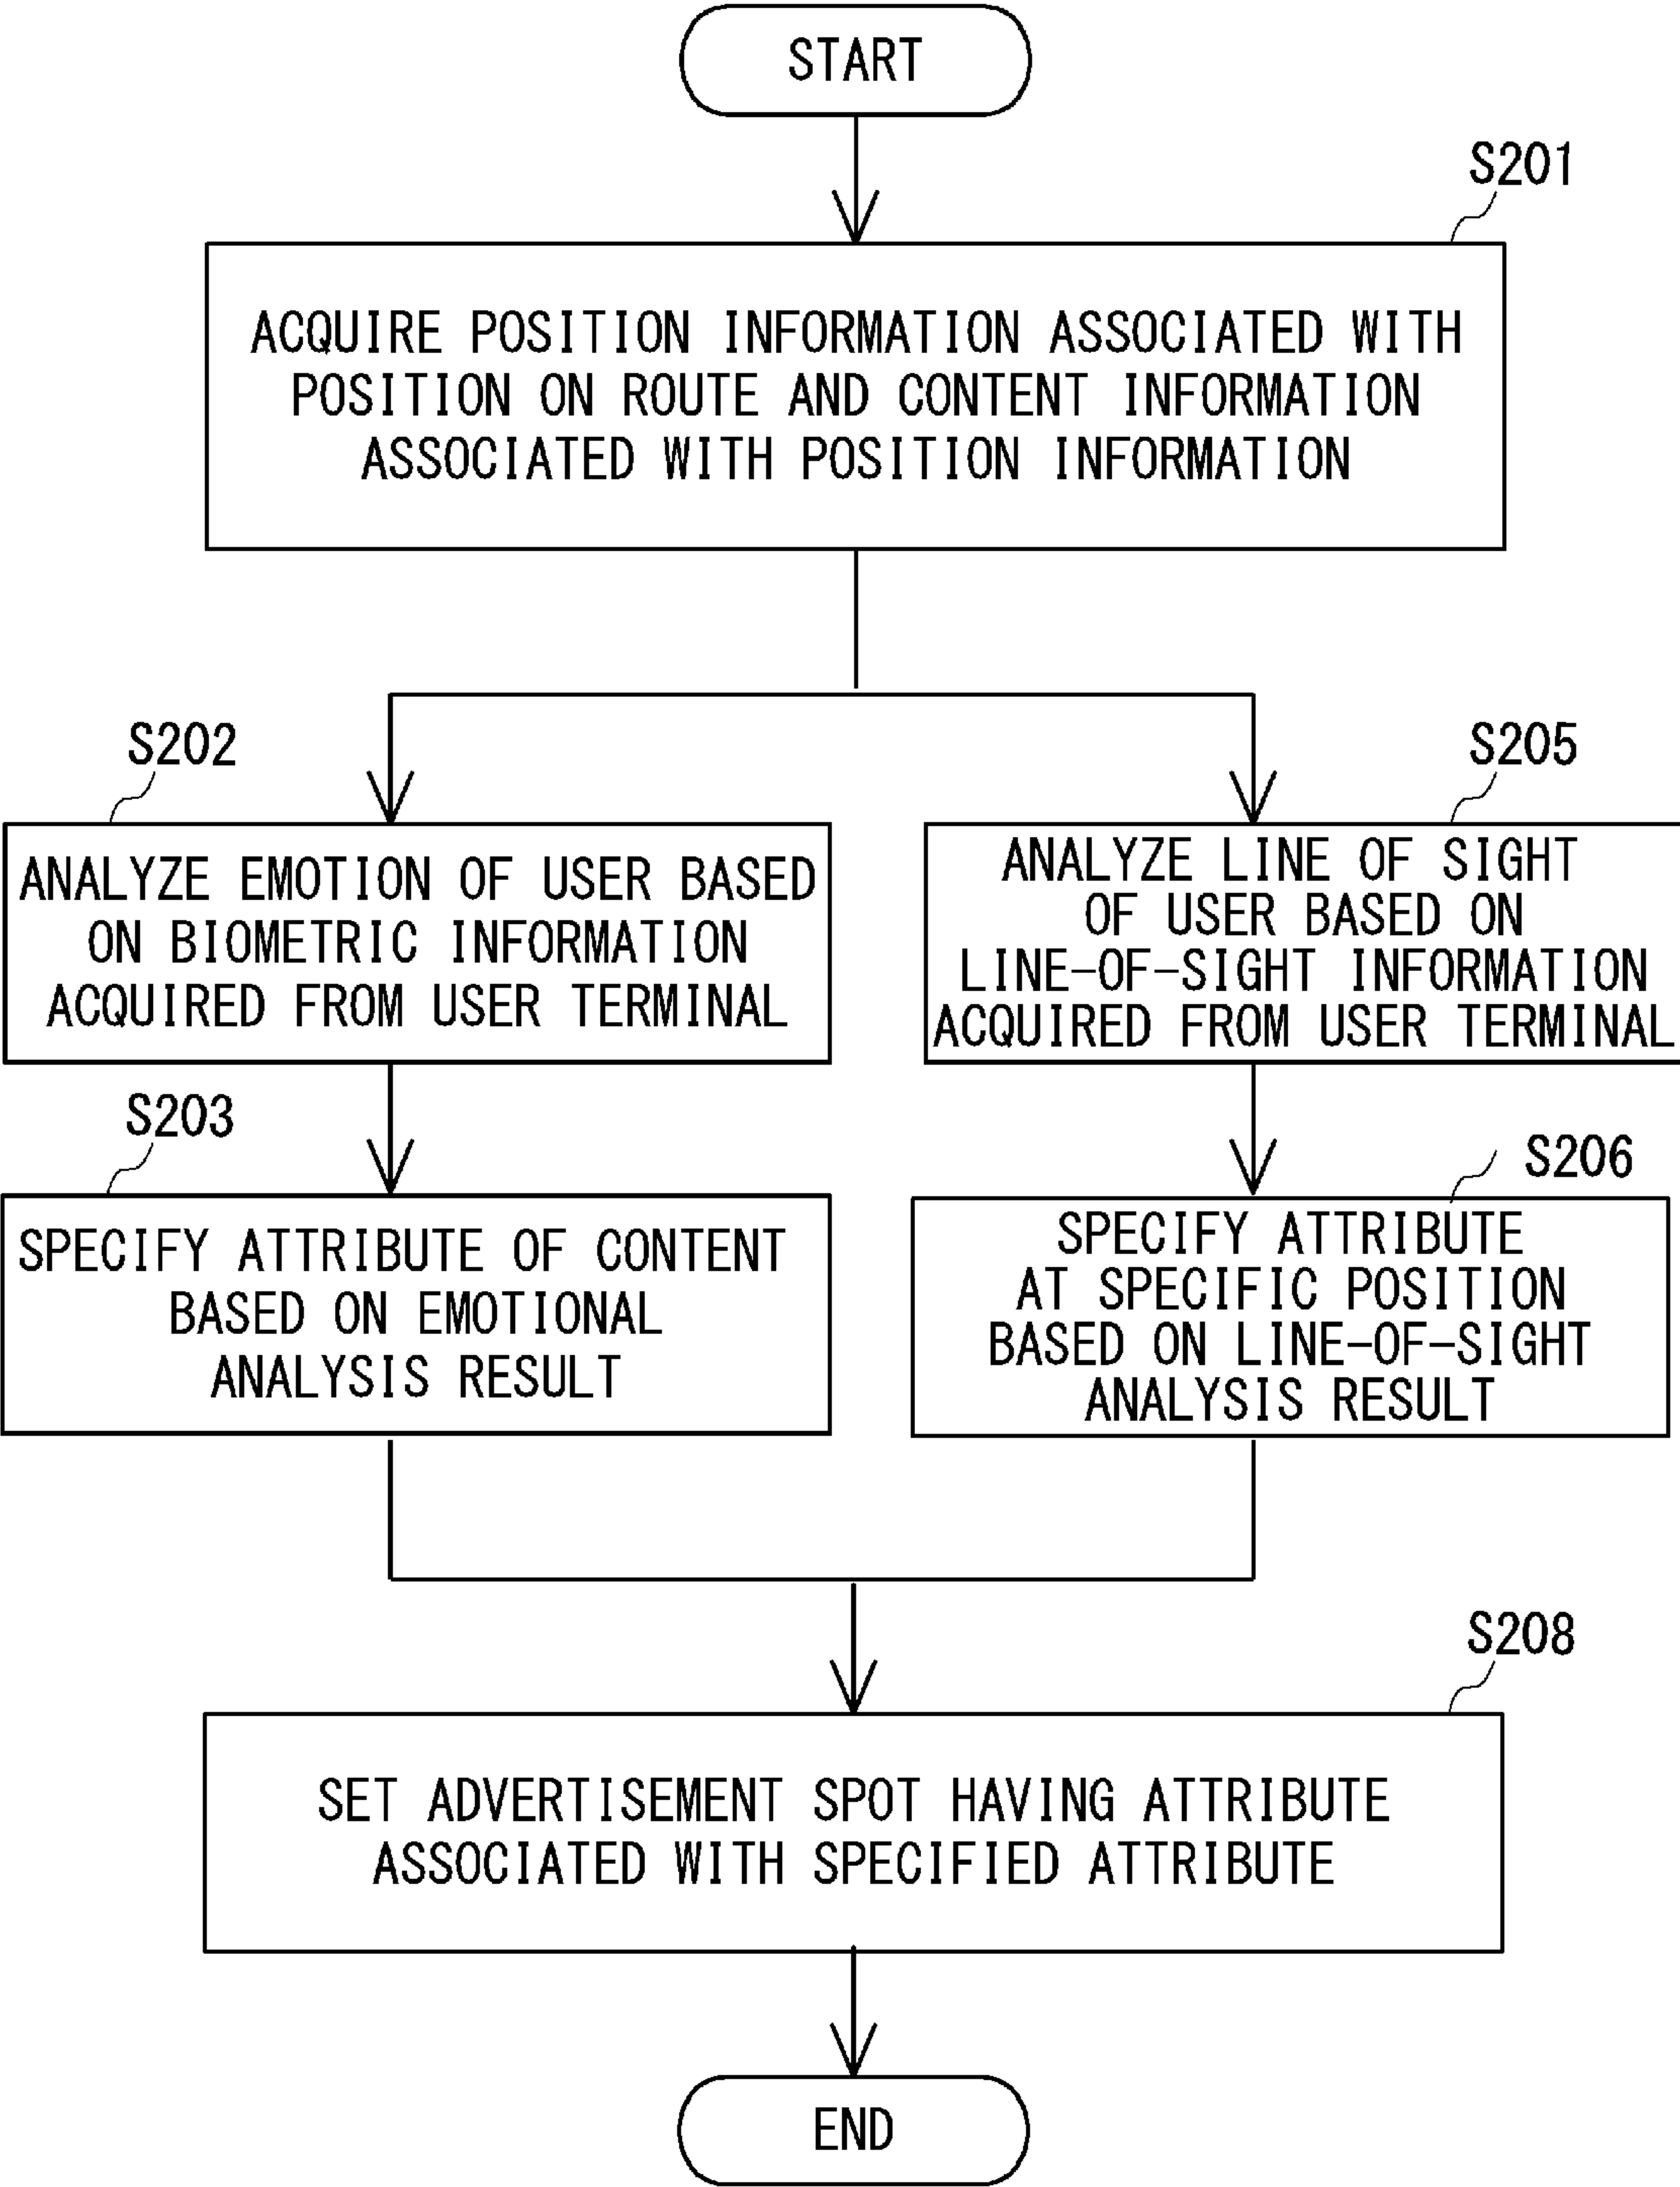 START
S201
ACQUIRE POSITION INFORMATION ASSOCIATED WITH
POSITION ON ROUTE AND CONTENT INFORMATION
ASSOCIATED WITH POSITION INFORMATION
S202
ANALYZE EMOTION OF USER BASED
ON BIOMETRIC INFORMATION
ACQUIRED FROM USER TERMINAL
S205
ANALYZE LINE OF SIGHT
OF USER BASED ON
LINE-OF-SIGHT INFORMATION
ACQUIRED FROM USER TERMINAL
S203
SPECIFY ATTRIBUTE OF CONTENT
BASED ON EMOTIONAL
ANALYSIS RESULT
S206
SPECIFY ATTRIBUTE
AT SPECIFIC POSITION
BASED ON LINE-OF-SIGHT
ANALYSIS RESULT
S208
SET ADVERTISEMENT SPOT HAVING ATTRIBUTE
ASSOCIATED WITH SPECIFIED ATTRIBUTE
END